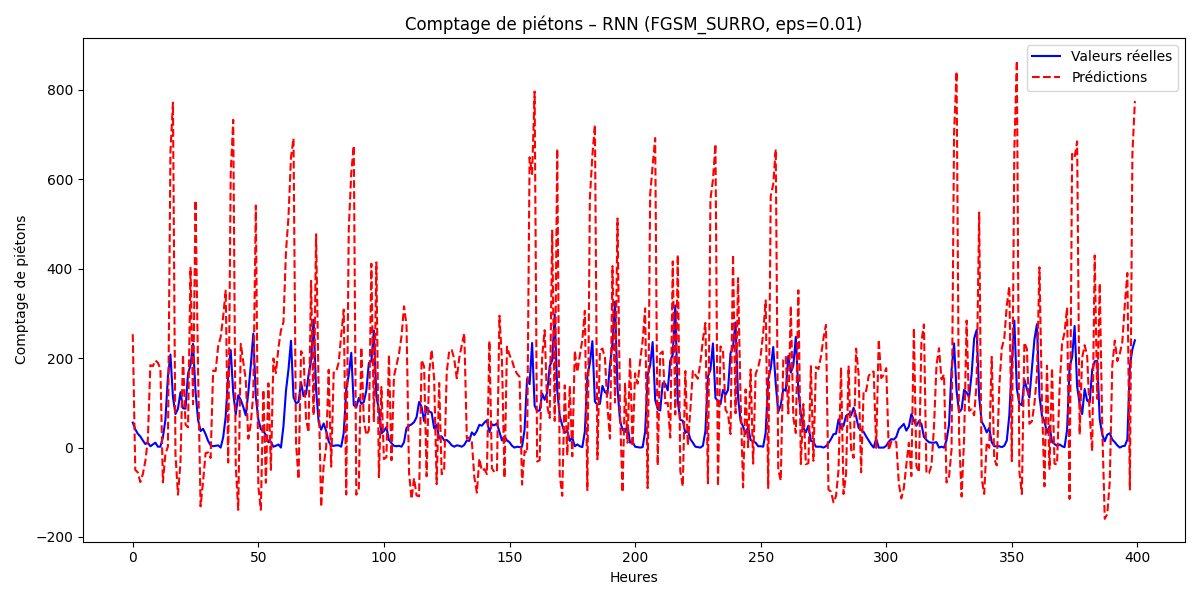 Comptage de piétons – RNN (FGSM_SURRO, eps=0.01)
Valeurs réelles
Prédictions
Comptage de piétons
800
600
400
200
0
−200
0 50 100 150 200 250 300 350 400
Heures